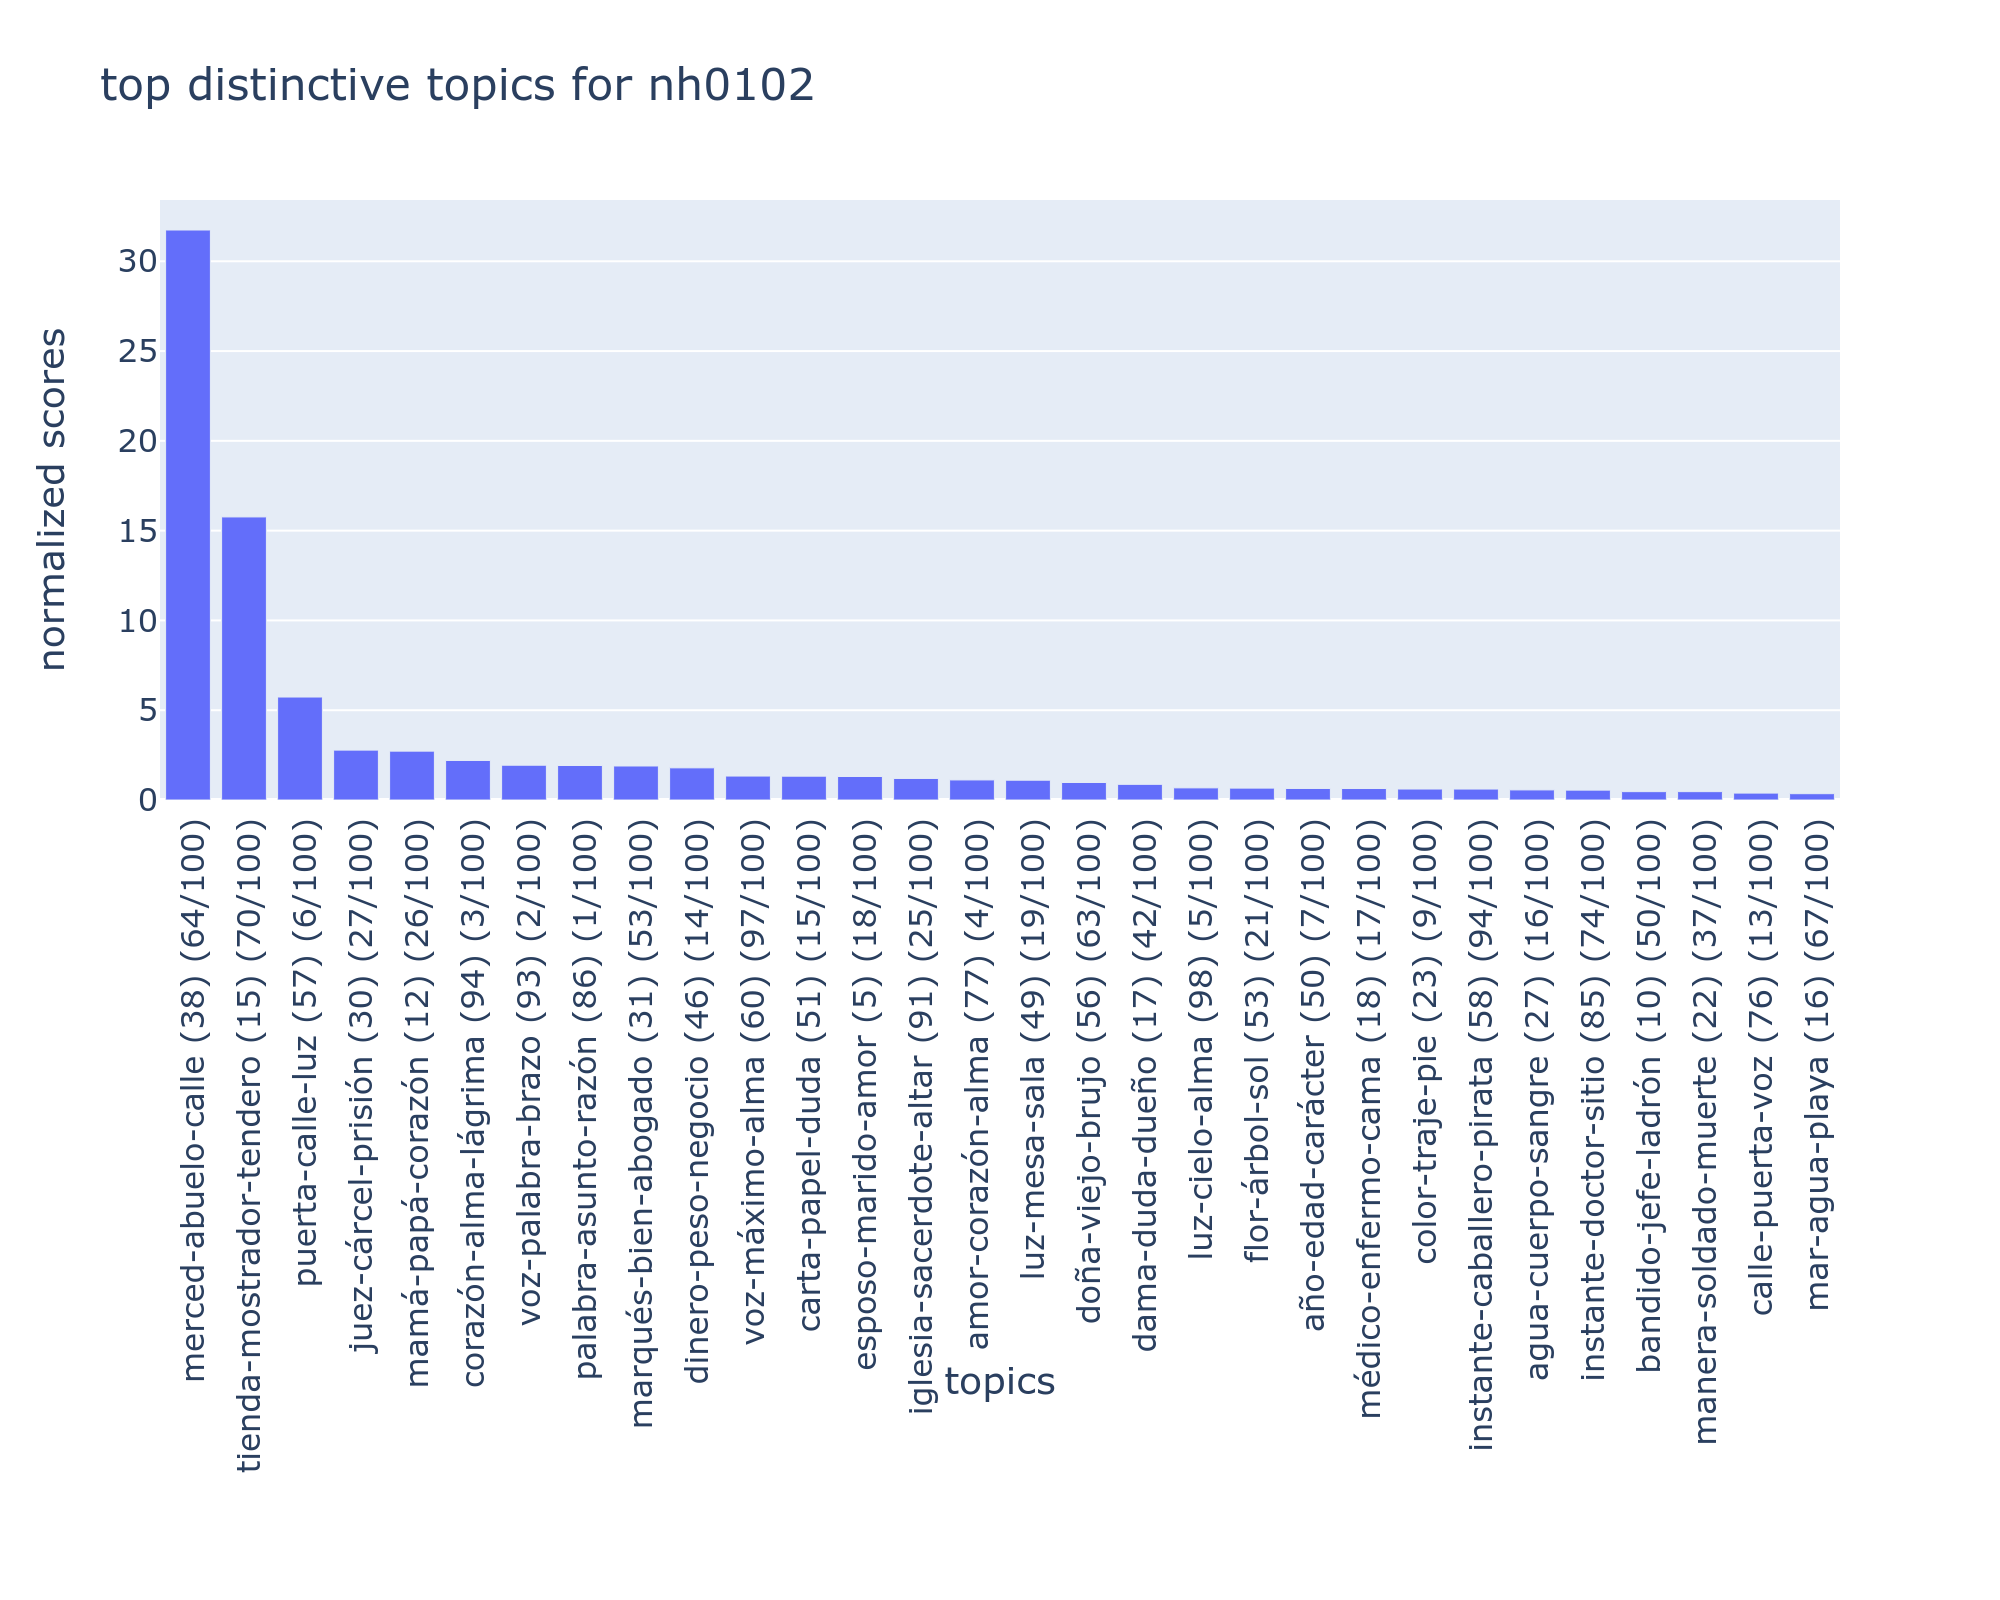 top distinctive topics for nh0102
normalized scores
30
25
20
15
10
5
0
merced-abuelo-calle (38) (64/100)
tienda-mostrador-tendero (15) (70/100)
puerta-calle-luz (57) (6/100)
juez-cárcel-prisión (30) (27/100)
mamá-papá-corazón (12) (26/100)
corazón-alma-lágrima (94) (3/100)
voz-palabra-brazo (93) (2/100)
palabra-asunto-razón (86) (1/100)
marqués-bien-abogado (31) (53/100)
dinero-peso-negocio (46) (14/100)
voz-máximo-alma (60) (97/100)
carta-papel-duda (51) (15/100)
esposo-marido-amor (5) (18/100)
iglesia-sacerdote-altar (91) (25/100)
amor-corazón-alma (77) (4/100)
luz-mesa-sala (49) (19/100)
doña-viejo-brujo (56) (63/100)
dama-duda-dueño (17) (42/100)
luz-cielo-alma (98) (5/100)
flor-árbol-sol (53) (21/100)
año-edad-carácter (50) (7/100)
médico-enfermo-cama (18) (17/100)
color-traje-pie (23) (9/100)
instante-caballero-pirata (58) (94/100)
agua-cuerpo-sangre (27) (16/100)
instante-doctor-sitio (85) (74/100)
bandido-jefe-ladrón (10) (50/100)
manera-soldado-muerte (22) (37/100)
calle-puerta-voz (76) (13/100)
mar-agua-playa (16) (67/100)
topics